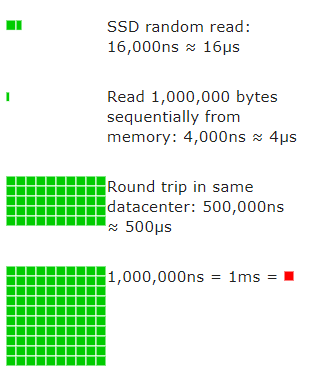 SSD random read:
16,000ns ≈ 16μs
Read 1,000,000 bytes
sequentially from
memory: 4,000ns ≈ 4μs
Round trip in same
datacenter: 500,000ns
≈ 500μs
1,000,000ns = 1ms =